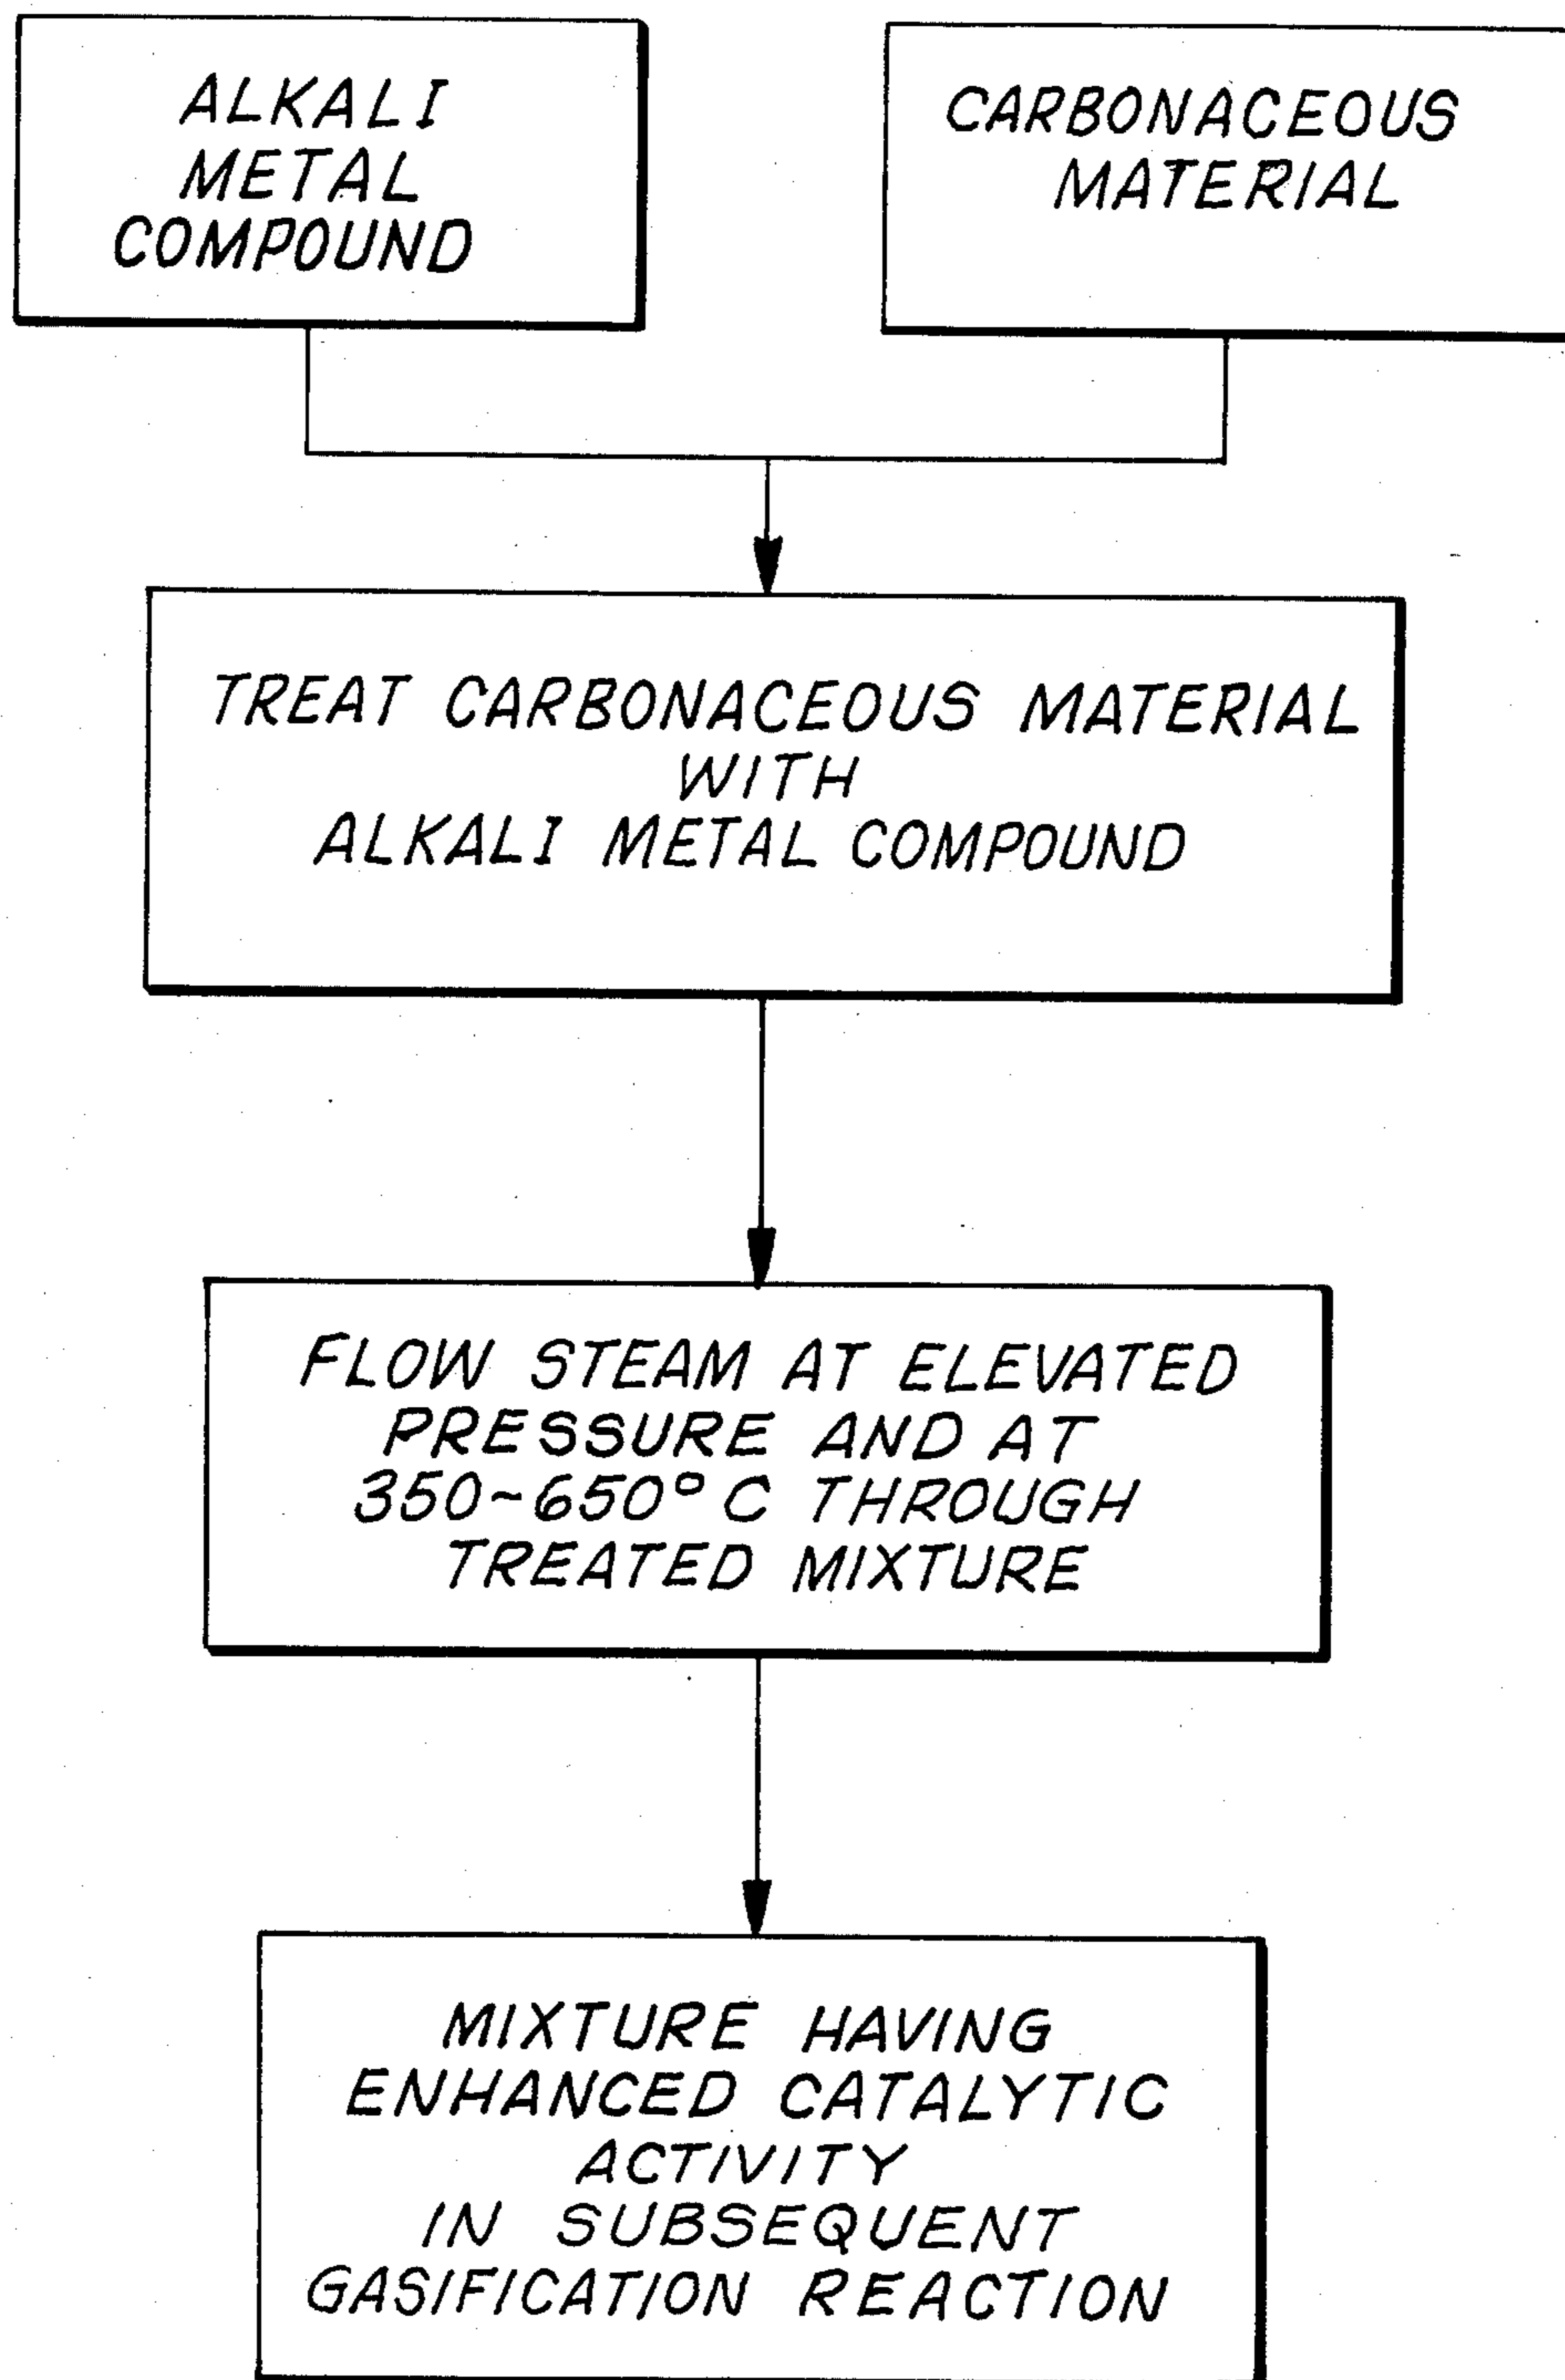 ALKALI
METAL
COMPOUND
CARBONACEOUS
MATERIAL
TREAT CARBONACEOUS MATERIAL
WITH
ALKALI METAL COMPOUND
FLOW STEAM AT ELEVATED
PRESSURE AND AT
350~650° C THROUGH
TREATED MIXTURE
MIXTURE HAVING
ENHANCED CATALYTIC
ACTIVITY
IN SUBSEQUENT
GASIFICATION REACTION